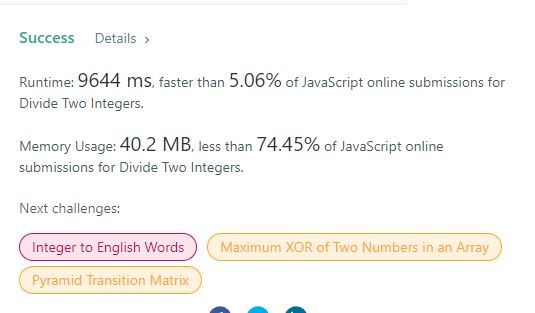 Success Details >
Runtime: 9644 ms, faster than 5.06% of JavaScript online submissions for
Divide Two Integers.
Memory Usage: 40.2 MB, less than 74.45% of JavaScript online
submissions for Divide Two Integers.
Next challenges:
Integer to English Words Maximum XOR of Two Numbers in an Array
Pyramid Transition Matrix